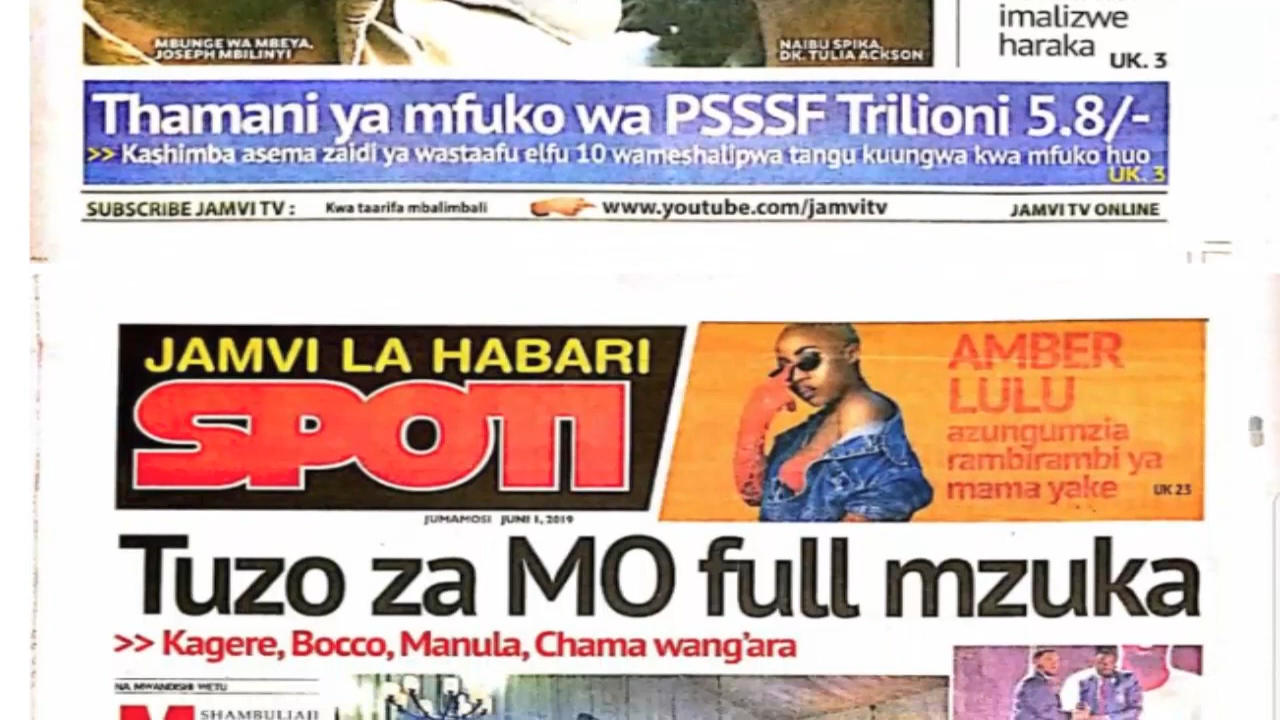 imalizwe
haraka UK. 3
MBUNGE WA MBEYA,
JOSEPH MBILINYI
NAIBU SPIKA,
DK. TULIA ACKSON
Thamani ya mfuko wa PSSSF Trilioni 5.8/-
>> Kashimba asema zaidi ya wastaafu elfu 10 wameshalipwa tangu kuungwa kwa mfuko huo
UK. 3
SUBSCRIBE JAMVI TV : Kwa taarifa mbalimbali www.youtube.com/jamvitv JAMVI TV ONLINE
JAMVI LA HABARI
SPOTI
AMBER
LULU
azungumzia
rambirambi ya
mama yake UK 23
JUMAMOSI JUNI 1, 2019
Tuzo za MO full mzuka
>> Kagere, Bocco, Manula, Chama wang'ara
NA MWANDISHI WETU
MSHAMBULIAJI